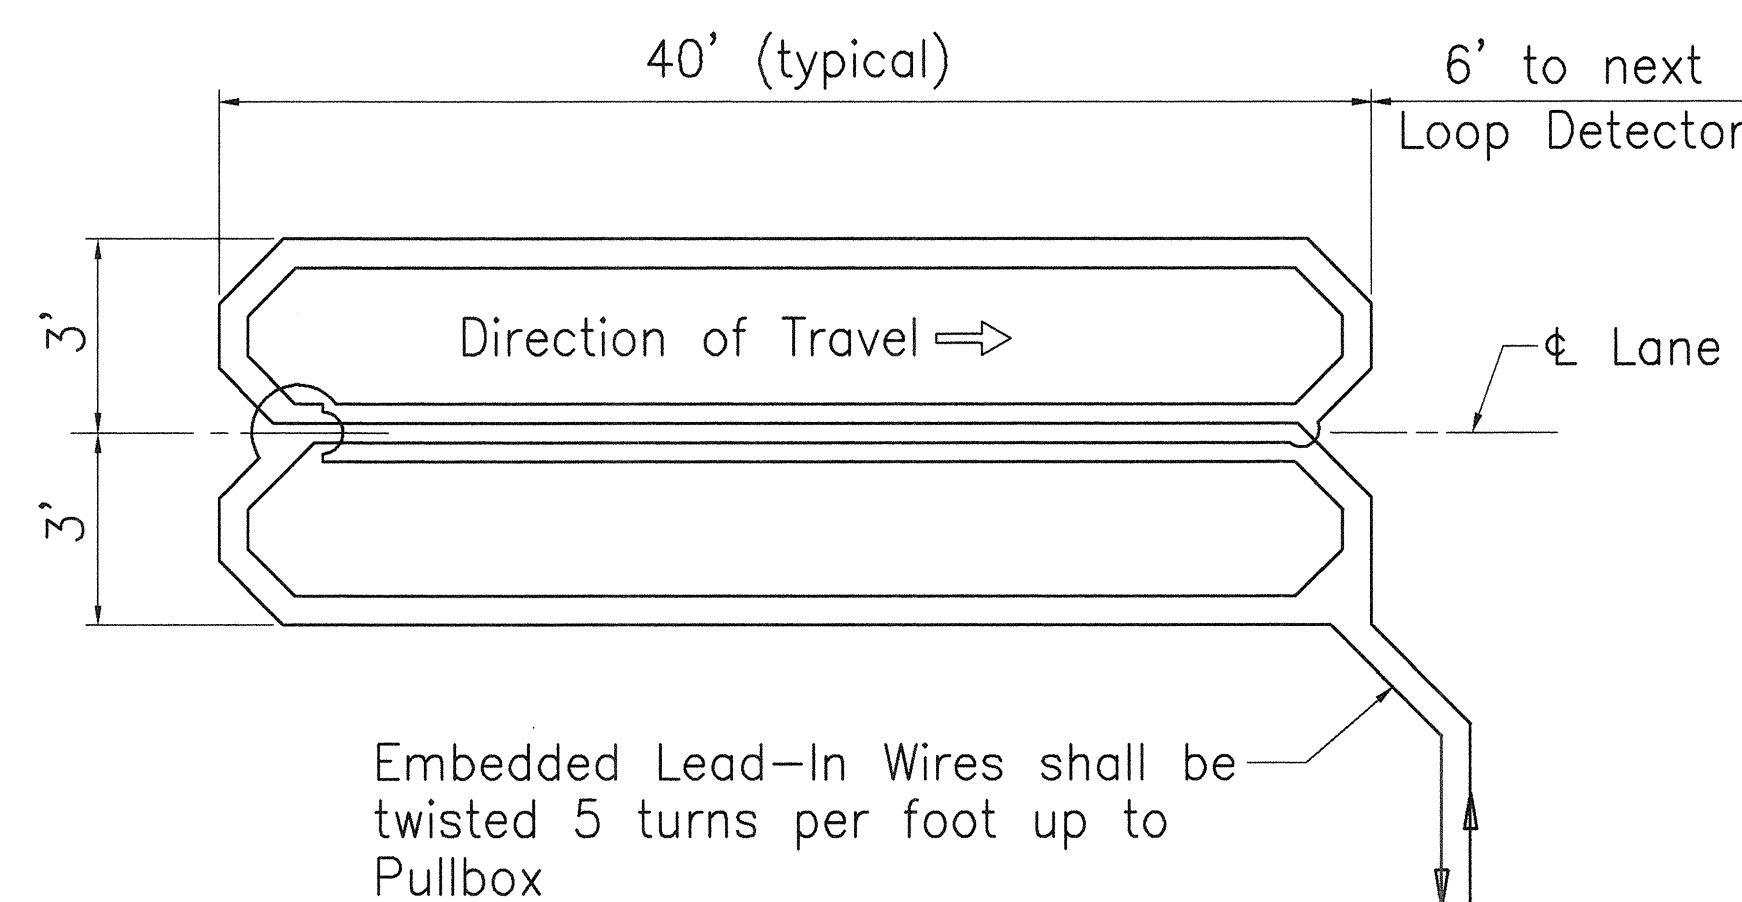 40' (typical)
6' to next
Loop Detector
3'
Direction of Travel
℄ Lane
3'
Embedded Lead-In Wires shall be
twisted 5 turns per foot up to
Pullbox